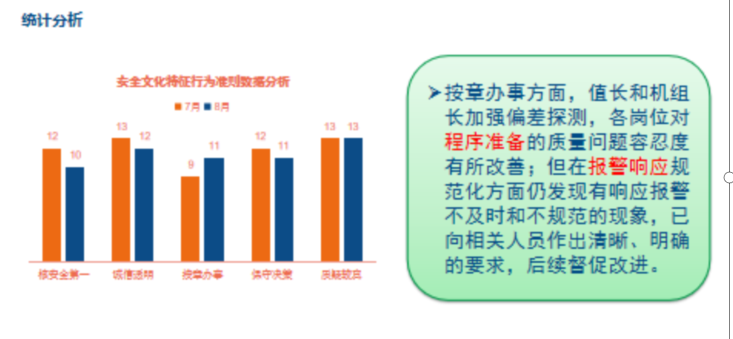 统计分析
安全文化特征行为准则数据分析
7月 8月
12 10 13 12 9 11 12 11 13 13
核安全第一 诚信透明 按章办事 保守决策 质疑较真
➢按章办事方面，值长和机组
长加强偏差探测，各岗位对
程序准备的质量问题容忍度
有所改善；但在报警响应规
范化方面仍发现有响应报警
不及时和不规范的现象，已
向相关人员作出清晰、明确
的要求，后续督促改进。